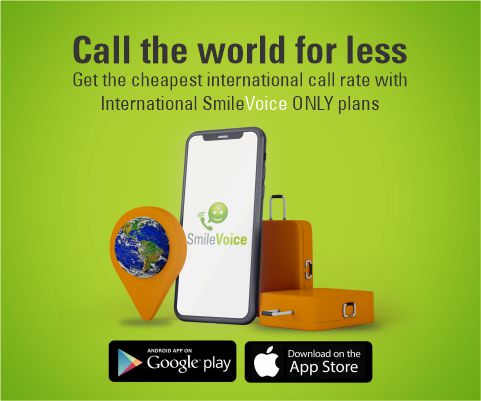 Call the world for less
Get the cheapest international call rate with
International SmileVoice ONLY plans
SmileVoice
ANDROID APP ON
Google play
Download on the
App Store